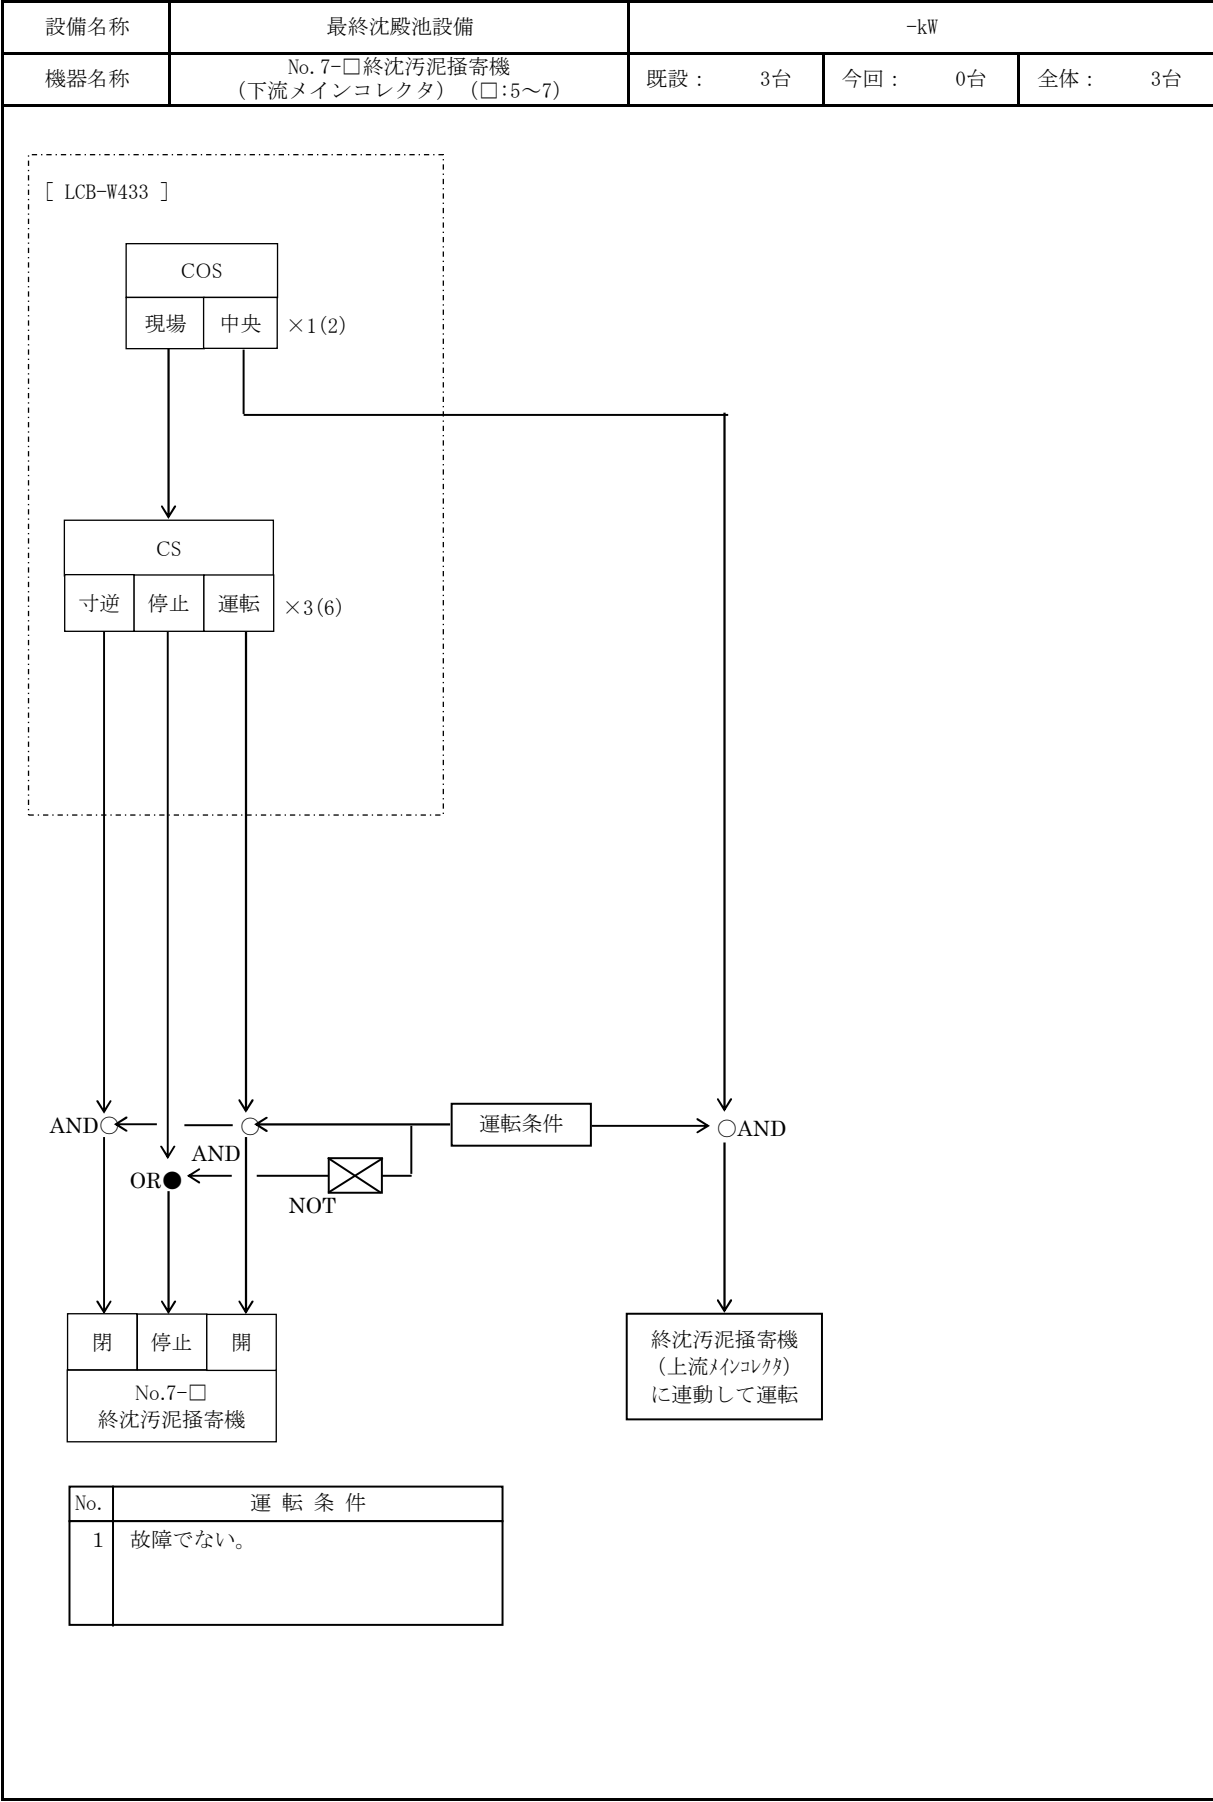 設備名称
最終沈殿池設備
-kW
機器名称
No.7-□終沈汚泥掻寄機
(下流メインコレクタ) (□:5～7)
既設： 3台
今回： 0台
全体： 3台
[ LCB-W433 ]
COS
現場 中央 ×1(2)
CS
寸逆 停止 運転 ×3(6)
AND
AND
運転条件
AND
OR
NOT
閉 停止 開
No.7-□
終沈汚泥掻寄機
終沈汚泥掻寄機
(上流ﾒｲﾝｺﾚｸﾀ)
に連動して運転
No. 運 転 条 件
1 故障でない。